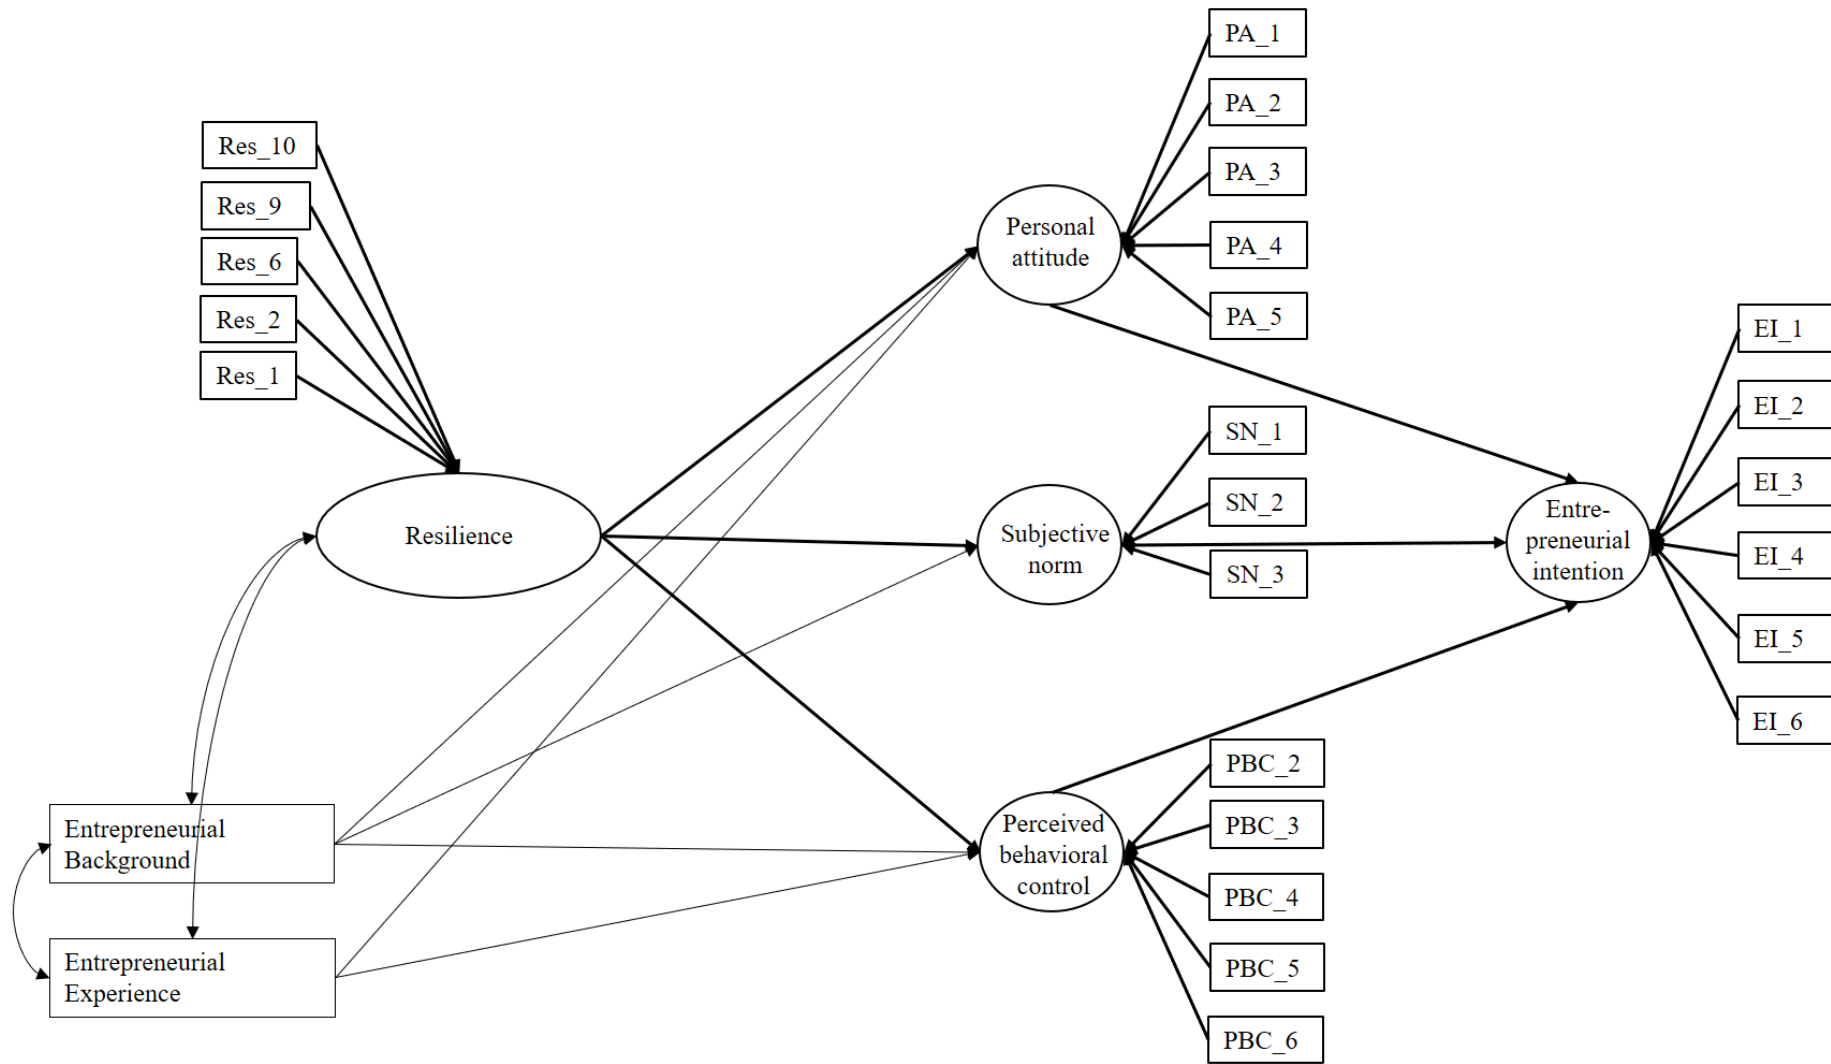 PA_1
PA_2
PA_3
PA_4
PA_5
Res_10
Res_9
Res_6
Res_2
Res_1
Personal
attitude
Resilience
Subjective
norm
SN_1
SN_2
SN_3
Entre-
preneurial
intention
EI_1
EI_2
EI_3
EI_4
EI_5
EI_6
Perceived
behavioral
control
PBC_2
PBC_3
PBC_4
PBC_5
PBC_6
Entrepreneurial
Background
Entrepreneurial
Experience